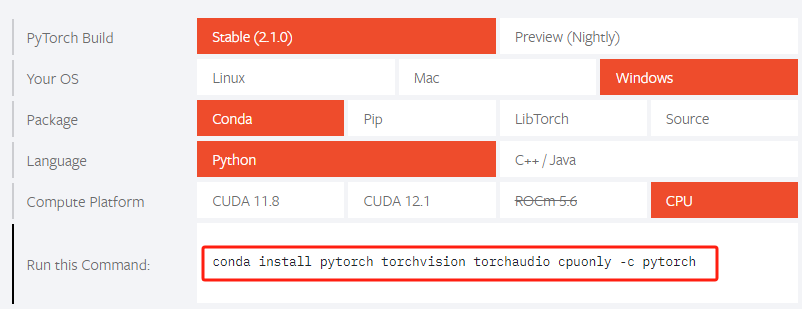 PyTorch Build Stable (2.1.0) Preview (Nightly)
Your OS Linux Mac Windows
Package Conda Pip LibTorch Source
Language Python C++ / Java
Compute Platform CUDA 11.8 CUDA 12.1 ROCm 5.6 CPU
Run this Command: conda install pytorch torchvision torchaudio cpuonly -c pytorch